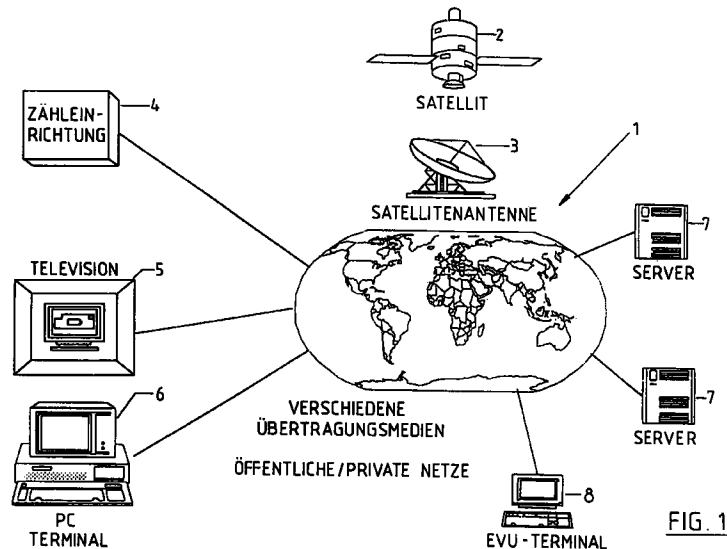 2
SATELLIT
4
ZÄHLEIN-
RICHTUNG
3
SATELLITENANTENNE
1
7
SERVER
TELEVISION
5
6
PC
TERMINAL
VERSCHIEDENE
ÜBERTRAGUNGSMEDIEN
ÖFFENTLICHE/PRIVATE NETZE
7
SERVER
8
EVU-TERMINAL
FIG. 1